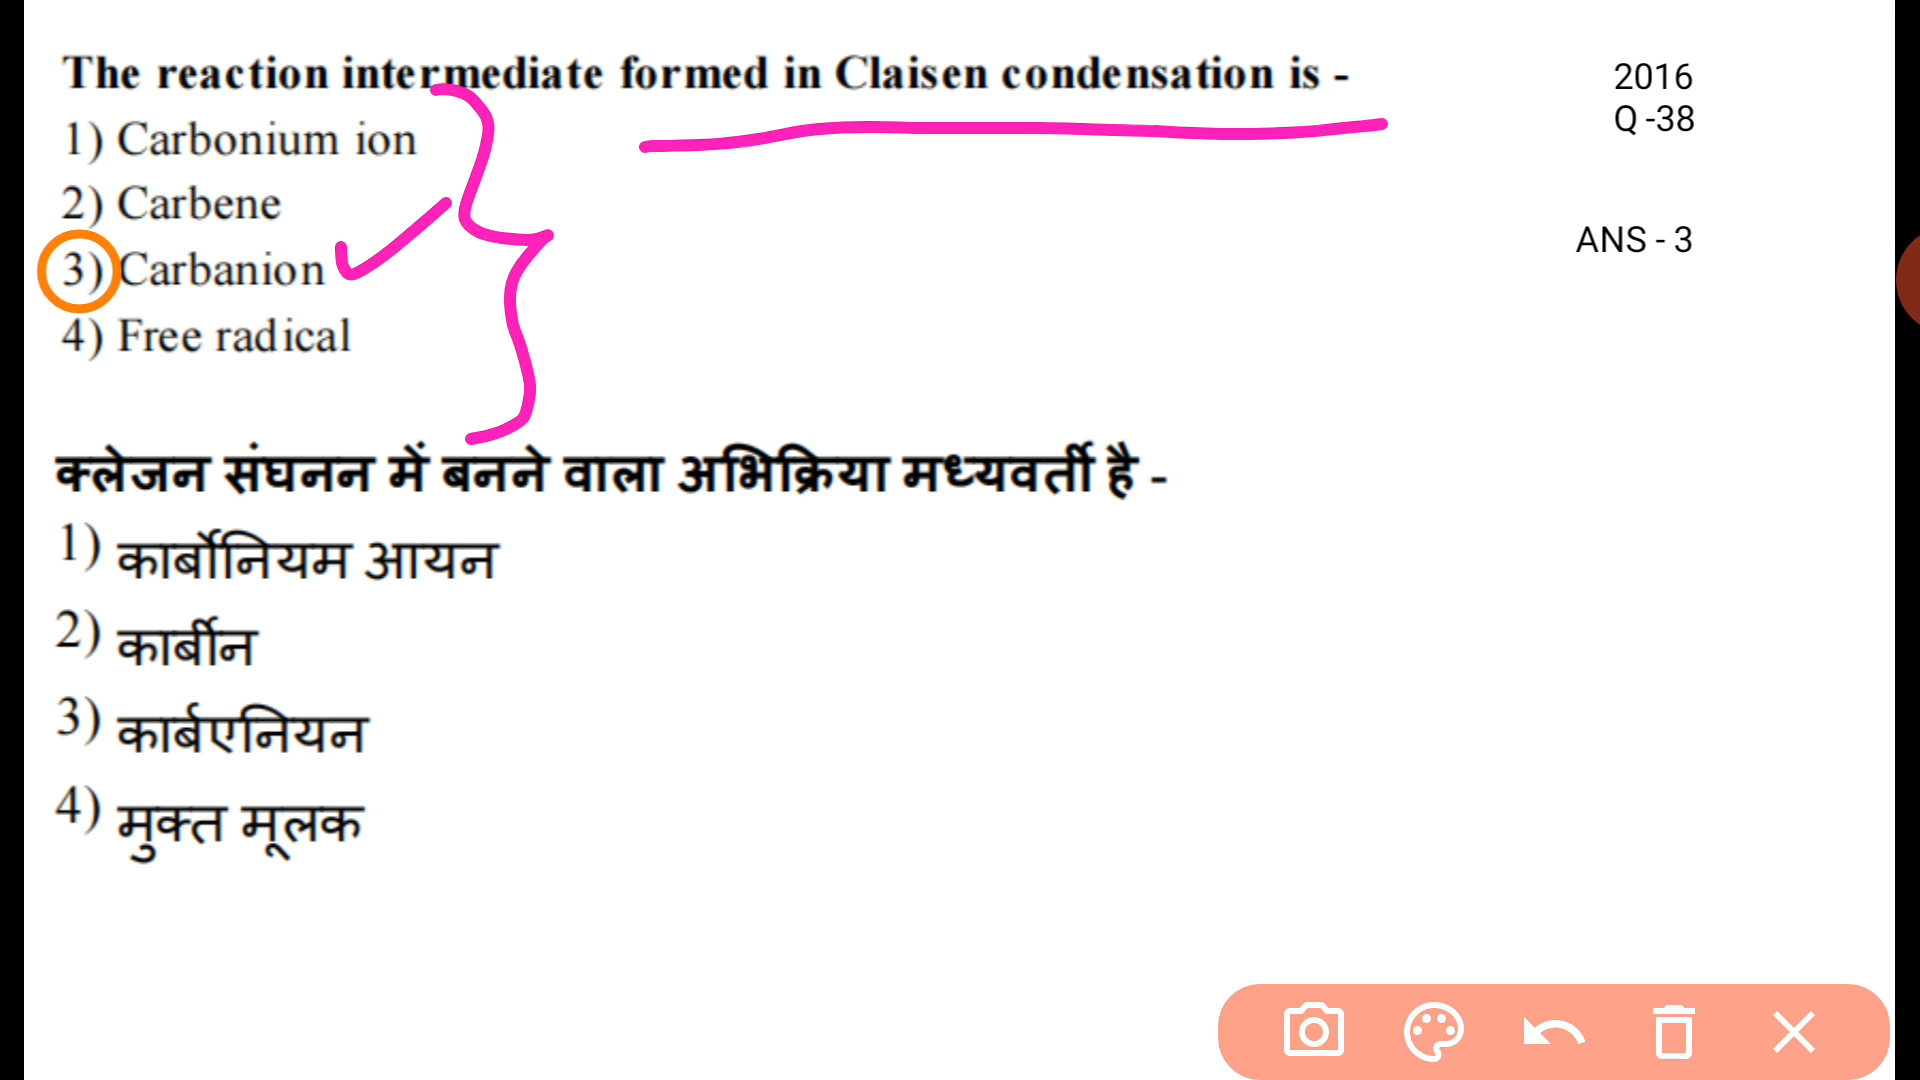 The reaction intermediate formed in Claisen condensation is -
1) Carbonium ion
2) Carbene
3) Carbanion
4) Free radical
2016
Q -38
ANS - 3
क्लेजन संघनन में बनने वाला अभिक्रिया मध्यवर्ती है -
1) कार्बोनियम आयन
2) कार्बीन
3) कार्बएनियन
4) मुक्त मूलक